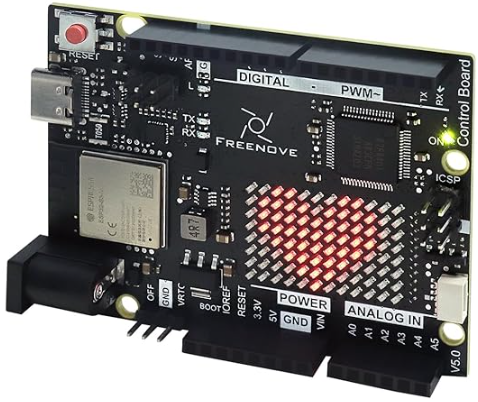 RESET
DIGITAL - PWM~
TX
RX
L
TX
RX
FREENOVE
ON
Control Board
ICSP
4R7
OFF
GND
VRTC
BOOT
IOREF
RESET
3.3V
5V
GND
VIN
POWER
ANALOG IN
A0
A1
A2
A3
A4
A5
V5.0